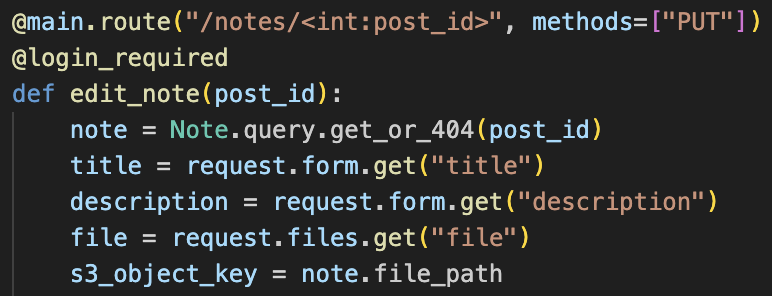 @main.route("/notes/<int:post_id>", methods=["PUT"])
@login_required
def edit_note(post_id):
    note = Note.query.get_or_404(post_id)
    title = request.form.get("title")
    description = request.form.get("description")
    file = request.files.get("file")
    s3_object_key = note.file_path